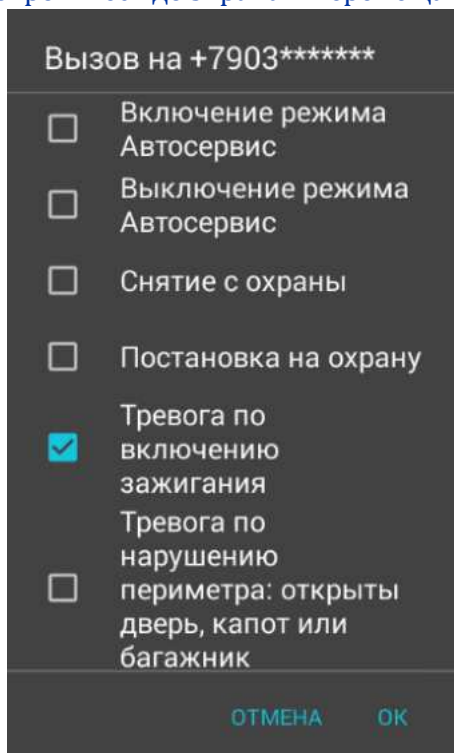 Вызов на +7903*******
Включение режима
Автосервис
Выключение режима
Автосервис
Снятие с охраны
Постановка на охрану
Тревога по
включению
зажигания
Тревога по
нарушению
периметра: открыты
дверь, капот или
багажник
ОТМЕНА ОК